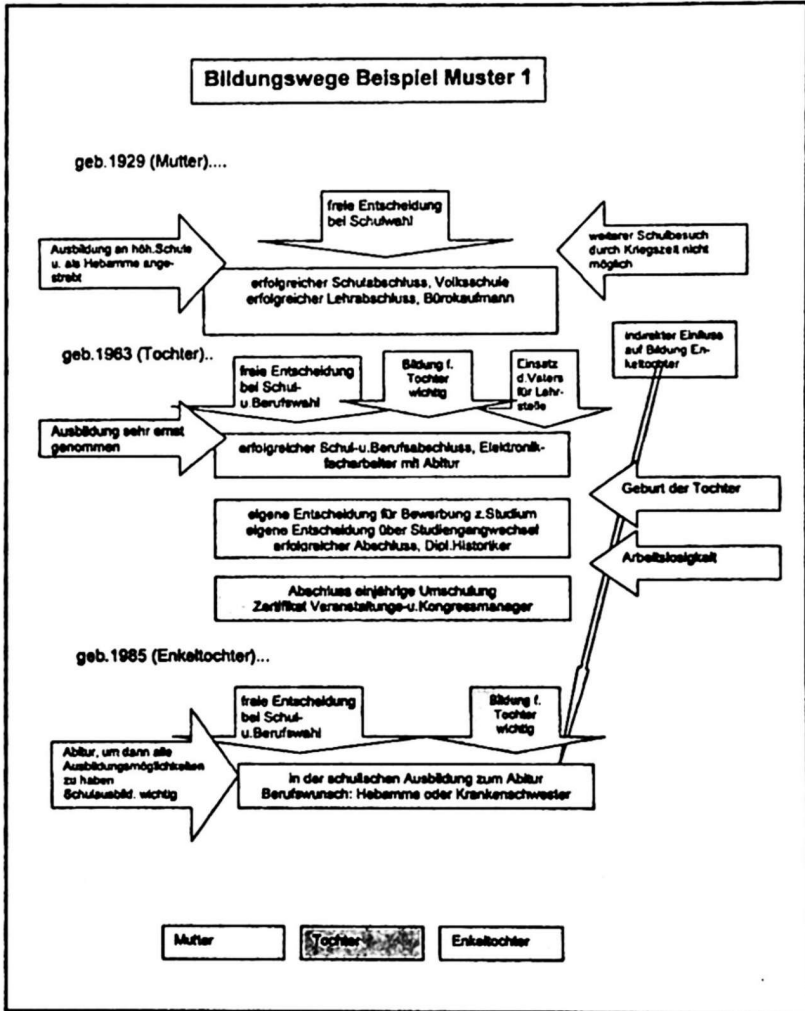 Bildungswege Beispiel Muster 1
geb.1929 (Mutter)....
freie Entscheidung
bei Schulwahl
Ausbildung an höh.Schule
u. als Hebamme ange-
strebt
weiterer Schulbesuch
durch Kriegszeit nicht
möglich
erfolgreicher Schulabschluss, Volksschule
erfolgreicher Lehrabschluss, Bürokaufmann
indirekter Einfluss
auf Bildung En-
keltochter
geb.1963 (Tochter)..
freie Entscheidung
bei Schul-
u.Berufswahl
Bildung f.
Tochter
wichtig
Einsatz
d.Vaters
für Lehr-
stelle
Ausbildung sehr ernst
genommen
erfolgreicher Schul-u.Berufsabschluss, Elektronik-
facharbeiter mit Abitur
Geburt der Tochter
eigene Entscheidung für Bewerbung z.Studium
eigene Entscheidung über Studiengangwechsel
erfolgreicher Abschluss, Dipl.Historiker
Arbeitslosigkeit
Abschluss einjährige Umschulung
Zertifikat Veranstaltungs-u.Kongressmanager
geb.1985 (Enkeltochter)...
freie Entscheidung
bei Schul-
u.Berufswahl
Bildung f.
Tochter
wichtig
Abitur, um dann alle
Ausbildungsmöglichkeiten
zu haben
Schulausbild. wichtig
in der schulischen Ausbildung zum Abitur
Berufswunsch: Hebamme oder Krankenschwester
Mutter
Tochter
Enkeltochter